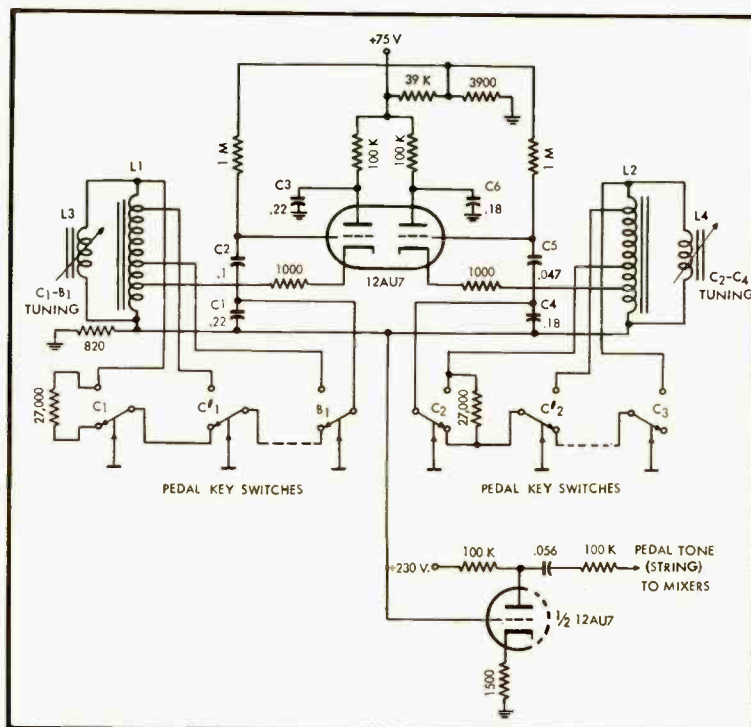 +75 V
39 K
3900
1 M
100 K
100 K
1 M
L1
L2
L3
L4
C3
.22
C6
.18
C2
.1
C5
.047
12AU7
1000
1000
C1-B1
TUNING
C2-C4
TUNING
C1
.22
C4
.18
820
27,000
C1
C#1
B1
C2
27,000
C#2
C3
PEDAL KEY SWITCHES
PEDAL KEY SWITCHES
+230 V.
100 K
.056
100 K
PEDAL TONE
(STRING)
TO MIXERS
½ 12AU7
1500